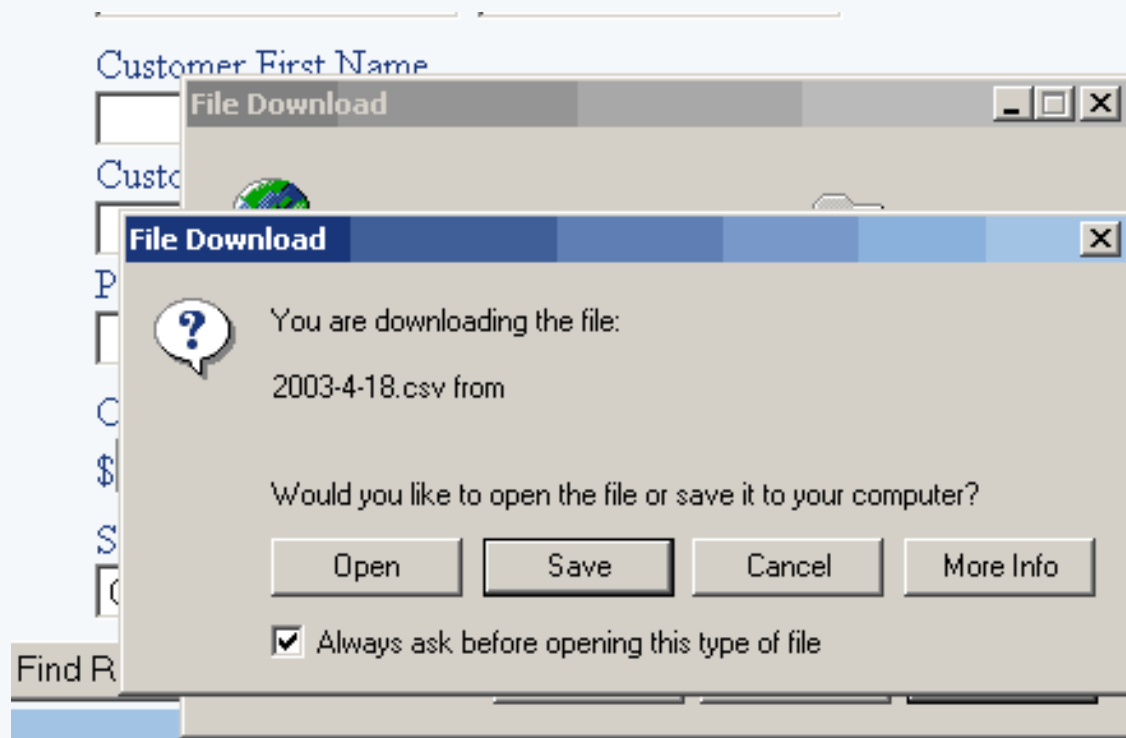 Customer First Name
File Download
File Download
You are downloading the file:
2003-4-18.csv from
Would you like to open the file or save it to your computer?
Open Save Cancel More Info
Always ask before opening this type of file
Find